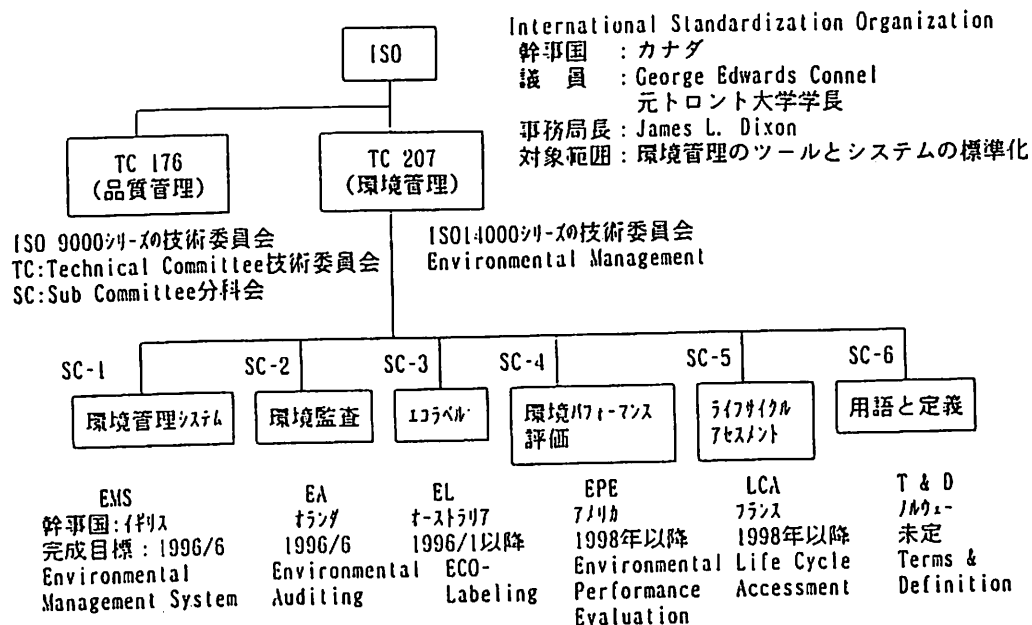 ISO
International Standardization Organization
幹事国 : カナダ
議 員 : George Edwards Connel
元トロント大学学長
事務局長 : James L. Dixon
対象範囲 : 環境管理のツールとシステムの標準化
TC 176
(品質管理)
TC 207
(環境管理)
ISO 9000ｼﾘｰｽﾞの技術委員会
TC:Technical Committee技術委員会
SC:Sub Committee分科会
ISO14000ｼﾘｰｽﾞの技術委員会
Environmental Management
SC-1
環境管理ｼｽﾃﾑ
EMS
幹事国:ｲｷﾞﾘｽ
完成目標 : 1996/6
Environmental
Management System
SC-2
環境監査
EA
ｵﾗﾝﾀﾞ
1996/6
Environmental
Auditing
SC-3
ｴｺﾗﾍﾞﾙ
EL
ｵｰｽﾄﾗﾘｱ
1996/1以降
ECO-
Labeling
SC-4
環境ﾊﾟﾌｫｰﾏﾝｽ
評価
EPE
ｱﾒﾘｶ
1998年以降
Environmental
Performance
Evaluation
SC-5
ﾗｲﾌｻｲｸﾙ
ｱｾｽﾒﾝﾄ
LCA
ﾌﾗﾝｽ
1998年以降
Life Cycle
Accessment
SC-6
用語と定義
T & D
ﾉﾙｳｪｰ
未定
Terms &
Definition